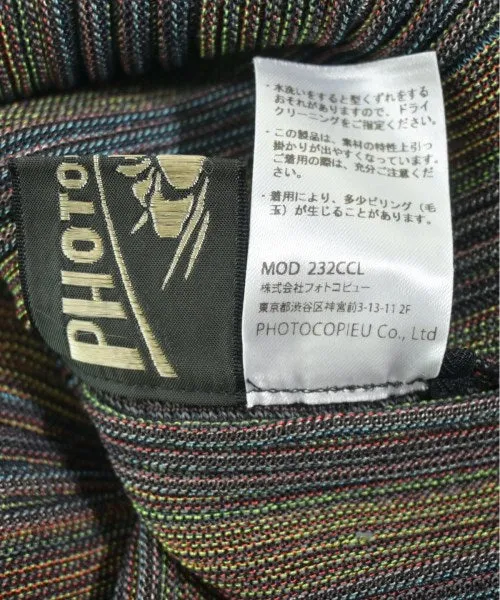 PHOTO
・水洗いをすると型くずれをする
おそれがありますので、ドライ
クリーニングをご指定ください。
・この製品は、素材の特性上引っ
掛かりが出やすくなっています。
ご着用の際は、充分ご注意くだ
さい。
・着用により、多少ピリング(毛
玉)が生じることがあります。
MOD 232CCL
株式会社フォトコピュー
東京都渋谷区神宮前3-13-11 2F
PHOTOCOPIEU Co., Ltd